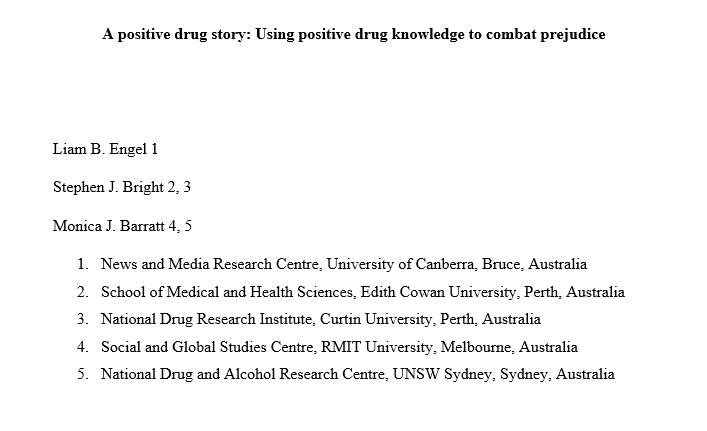 A positive drug story: Using positive drug knowledge to combat prejudice
Liam B. Engel 1
Stephen J. Bright 2, 3
Monica J. Barratt 4, 5
1. News and Media Research Centre, University of Canberra, Bruce, Australia
2. School of Medical and Health Sciences, Edith Cowan University, Perth, Australia
3. National Drug Research Institute, Curtin University, Perth, Australia
4. Social and Global Studies Centre, RMIT University, Melbourne, Australia
5. National Drug and Alcohol Research Centre, UNSW Sydney, Sydney, Australia